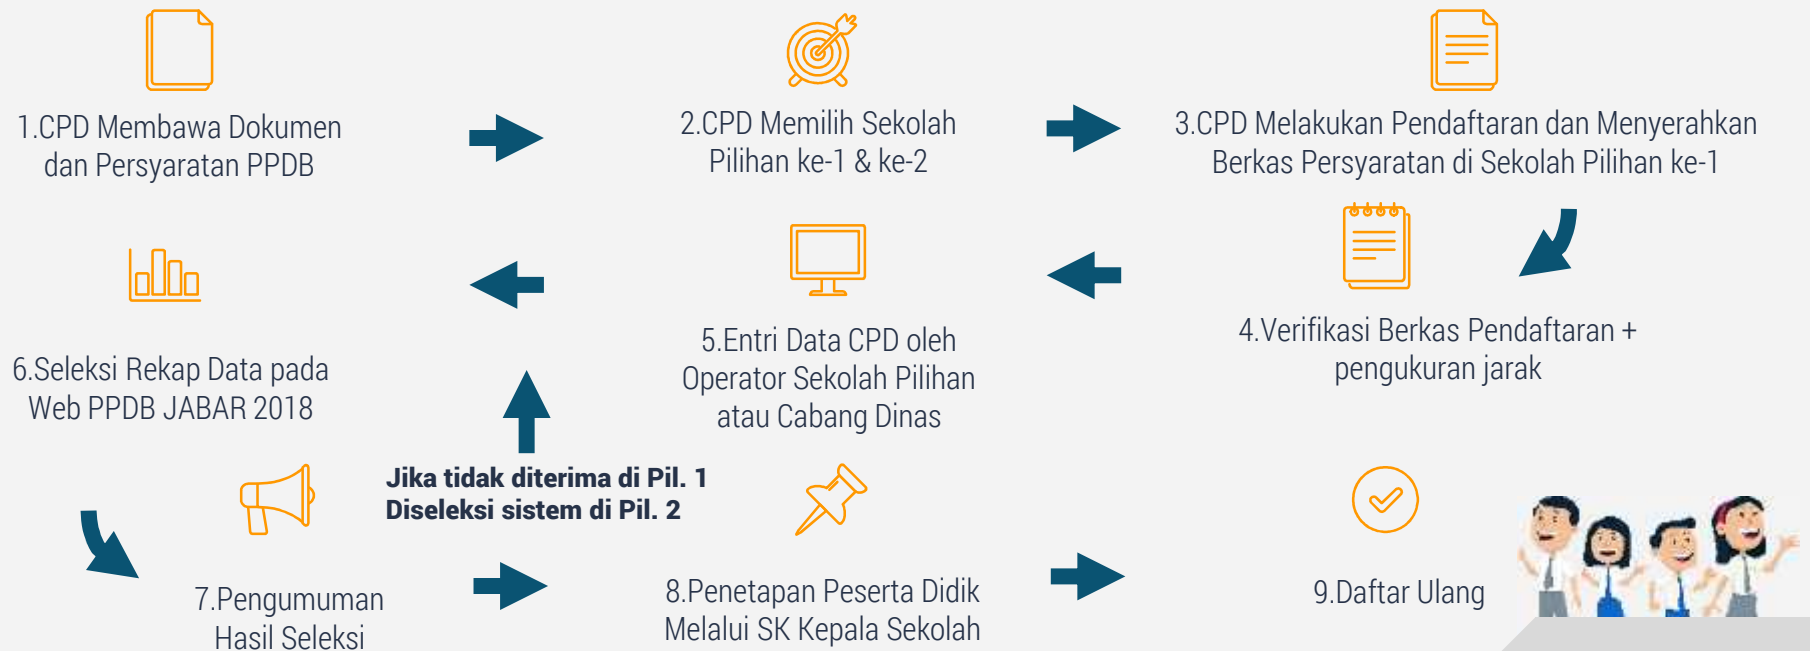 1.CPD Membawa Dokumen
dan Persyaratan PPDB
2.CPD Memilih Sekolah
Pilihan ke-1 & ke-2
3.CPD Melakukan Pendaftaran dan Menyerahkan
Berkas Persyaratan di Sekolah Pilihan ke-1
4.Verifikasi Berkas Pendaftaran +
pengukuran jarak
5.Entri Data CPD oleh
Operator Sekolah Pilihan
atau Cabang Dinas
6.Seleksi Rekap Data pada
Web PPDB JABAR 2018
Jika tidak diterima di Pil. 1
Diseleksi sistem di Pil. 2
7.Pengumuman
Hasil Seleksi
8.Penetapan Peserta Didik
Melalui SK Kepala Sekolah
9.Daftar Ulang